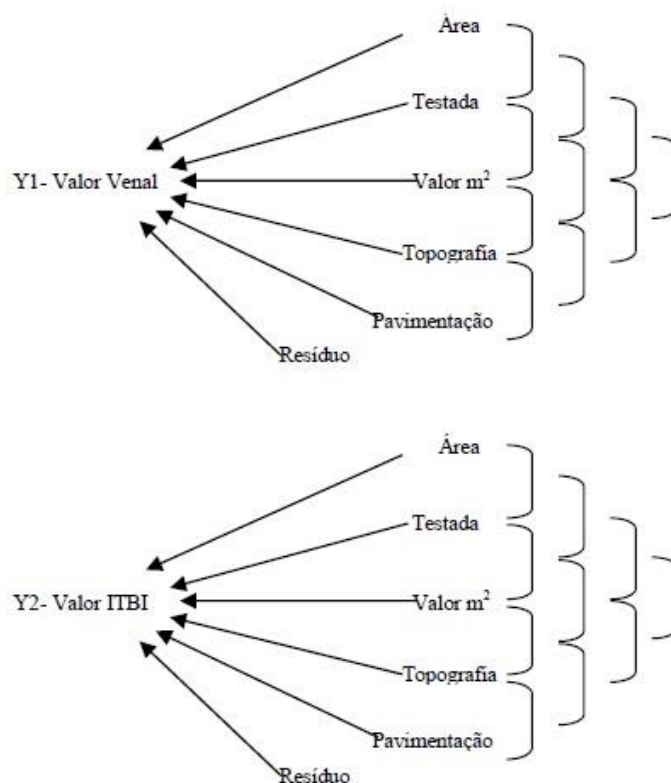 Área
Testada
Y1- Valor Venal
Valor m²
Topografia
Pavimentação
Resíduo
Área
Testada
Y2- Valor ITBI
Valor m²
Topografia
Pavimentação
Resíduo